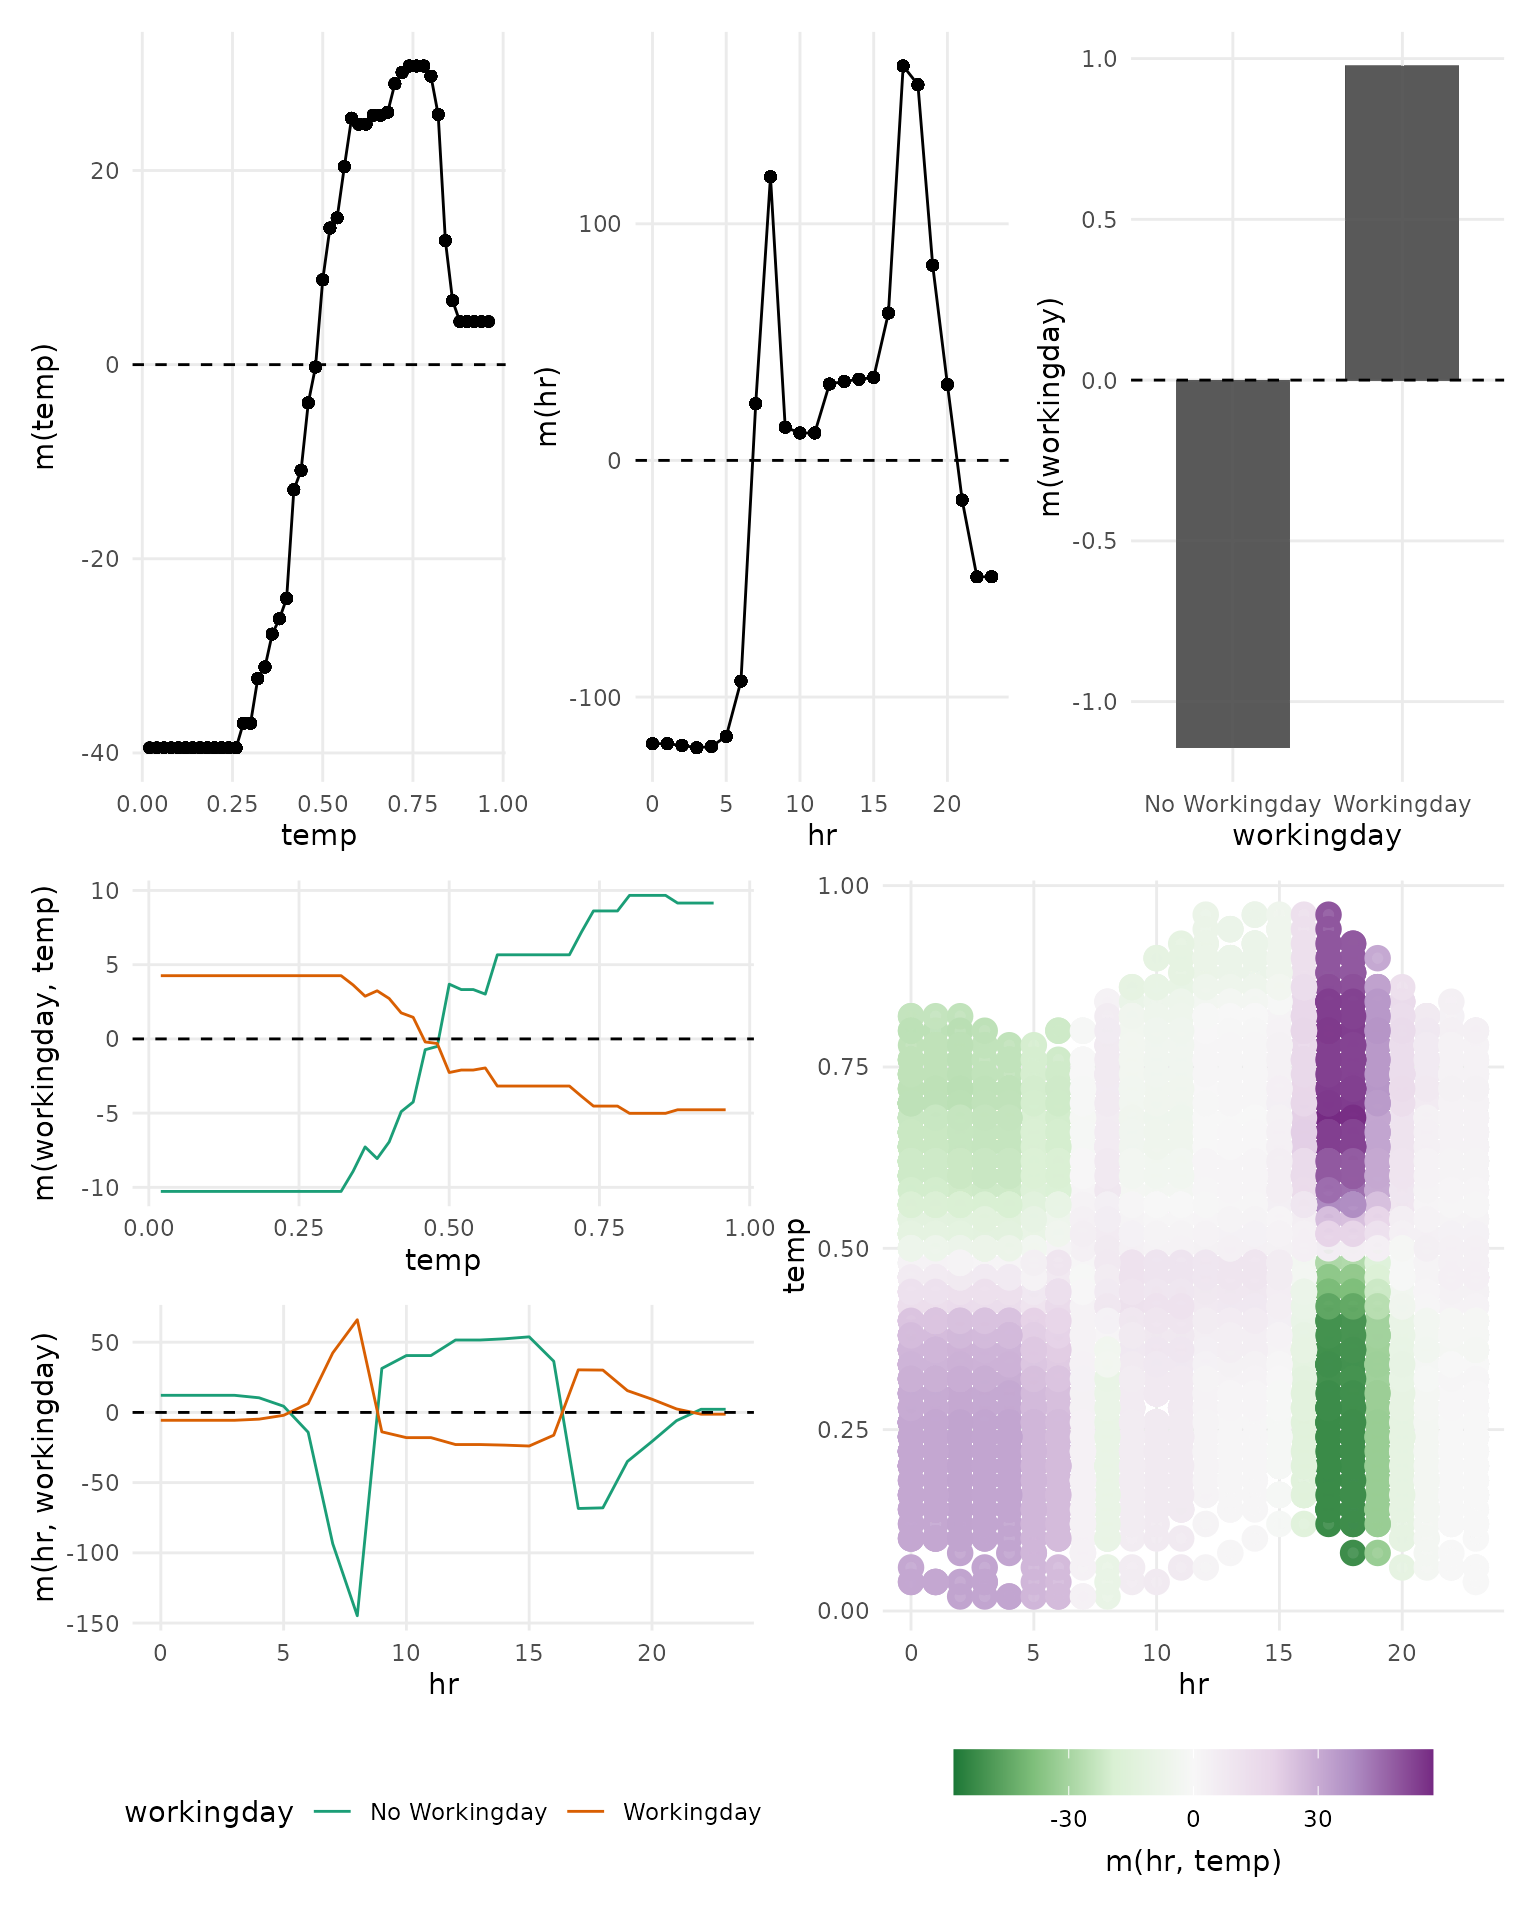 m(temp)
20
0
-20
-40
0.00 0.25 0.50 0.75 1.00
temp
m(hr)
100
0
-100
0 5 10 15 20
hr
m(workingday)
1.0
0.5
0.0
-0.5
-1.0
No Workingday Workingday
workingday
m(workingday, temp)
10
5
0
-5
-10
0.00 0.25 0.50 0.75 1.00
temp
m(hr, workingday)
50
0
-50
-100
-150
0 5 10 15 20
hr
temp
1.00
0.75
0.50
0.25
0.00
0 5 10 15 20
hr
workingday No Workingday Workingday
-30 0 30
m(hr, temp)